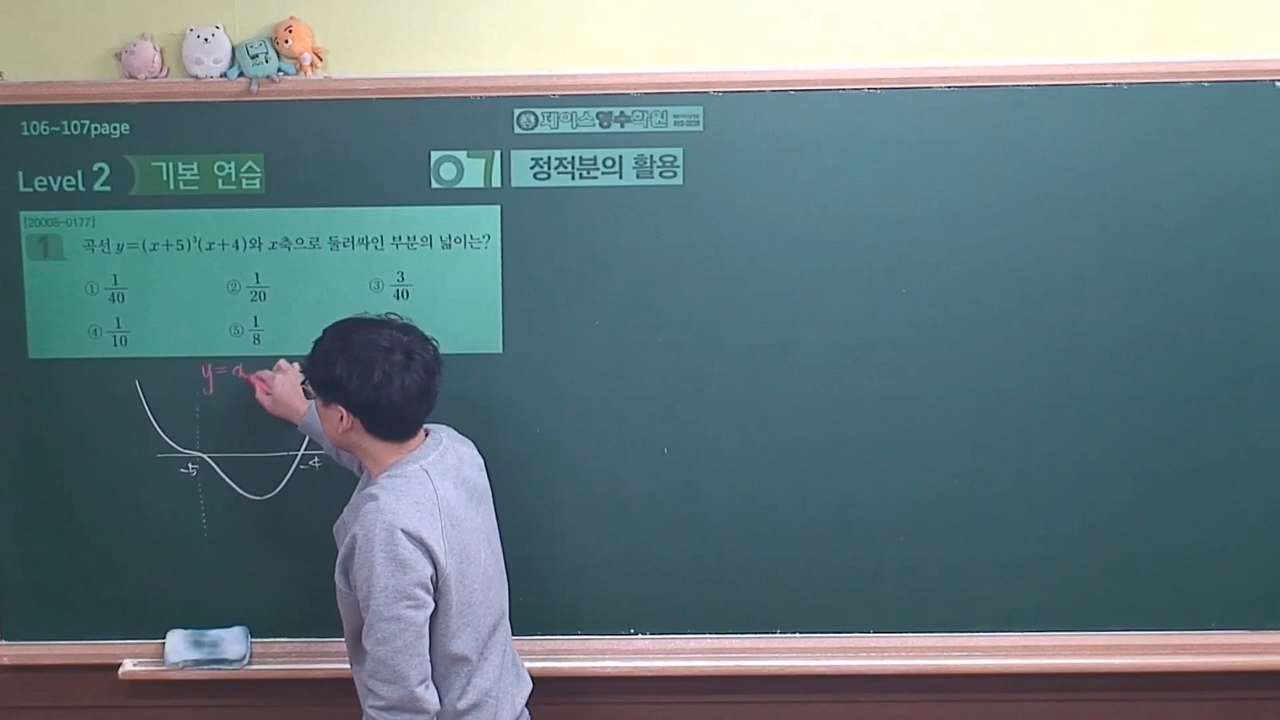 106~107page
제이스영수학원
Level 2 기본 연습
07 정적분의 활용
[20008-0177]
1 곡선 y=(x+5)³(x+4)와 x축으로 둘러싸인 부분의 넓이는?
① 1/40 ② 1/20 ③ 3/40
④ 1/10 ⑤ 1/8
y=x
-5 -4